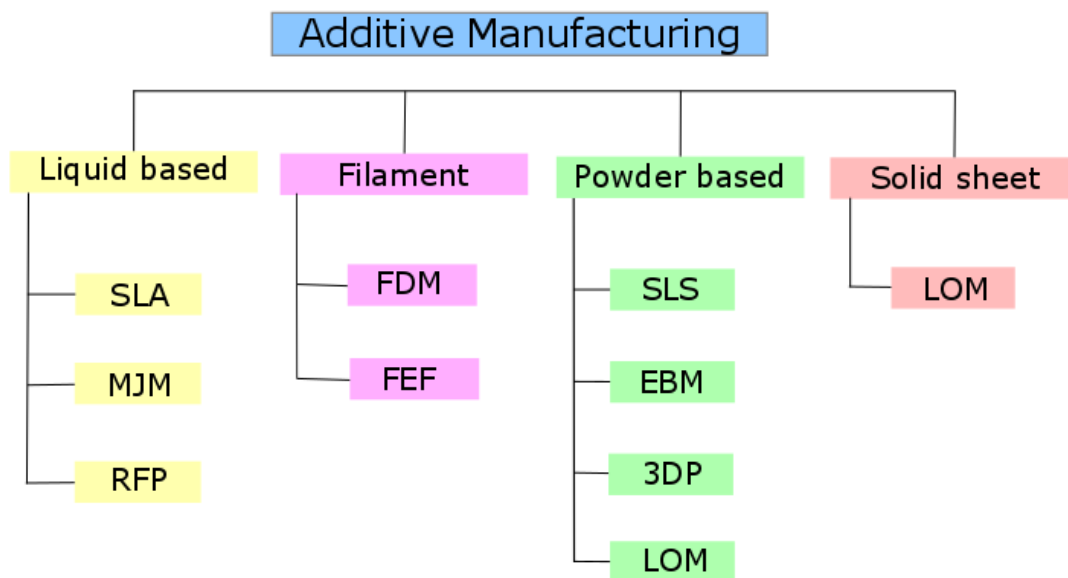 Additive Manufacturing
Liquid based
SLA
MJM
RFP
Filament
FDM
FEF
Powder based
SLS
EBM
3DP
LOM
Solid sheet
LOM